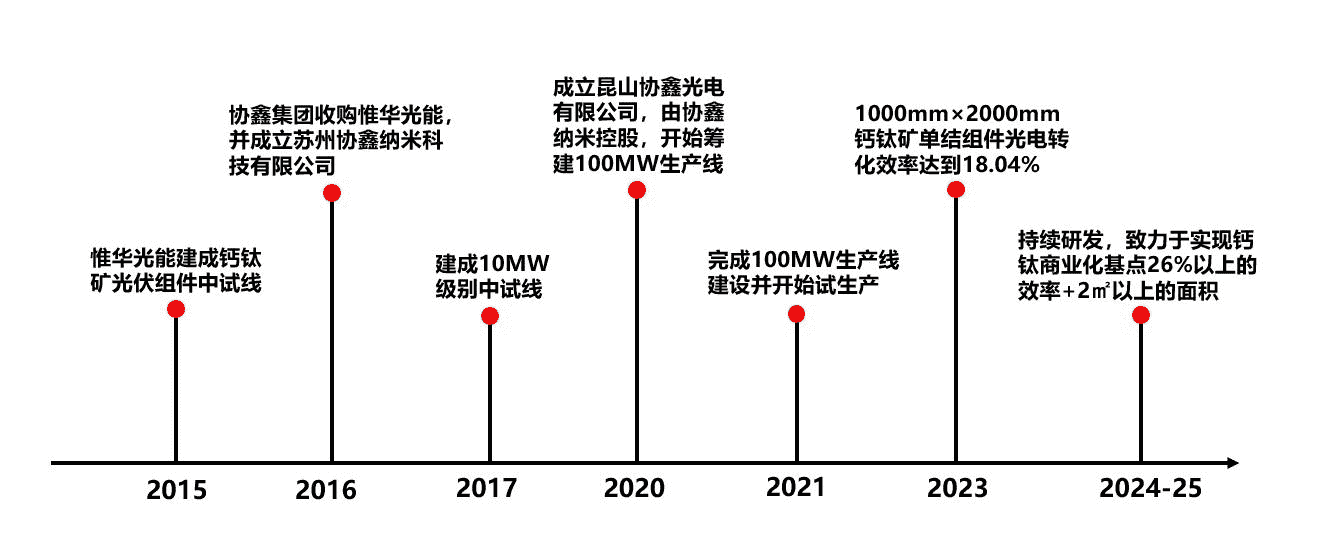 惟华光能建成钙钛
矿光伏组件中试线
协鑫集团收购惟华光能，
并成立苏州协鑫纳米科
技有限公司
建成10MW
级别中试线
成立昆山协鑫光电
有限公司，由协鑫
纳米控股，开始筹
建100MW生产线
完成100MW生产线
建设并开始试生产
1000mm×2000mm
钙钛矿单结组件光电转
化效率达到18.04%
持续研发，致力于实现钙
钛商业化基点26%以上的
效率+2㎡以上的面积
2015
2016
2017
2020
2021
2023
2024-25